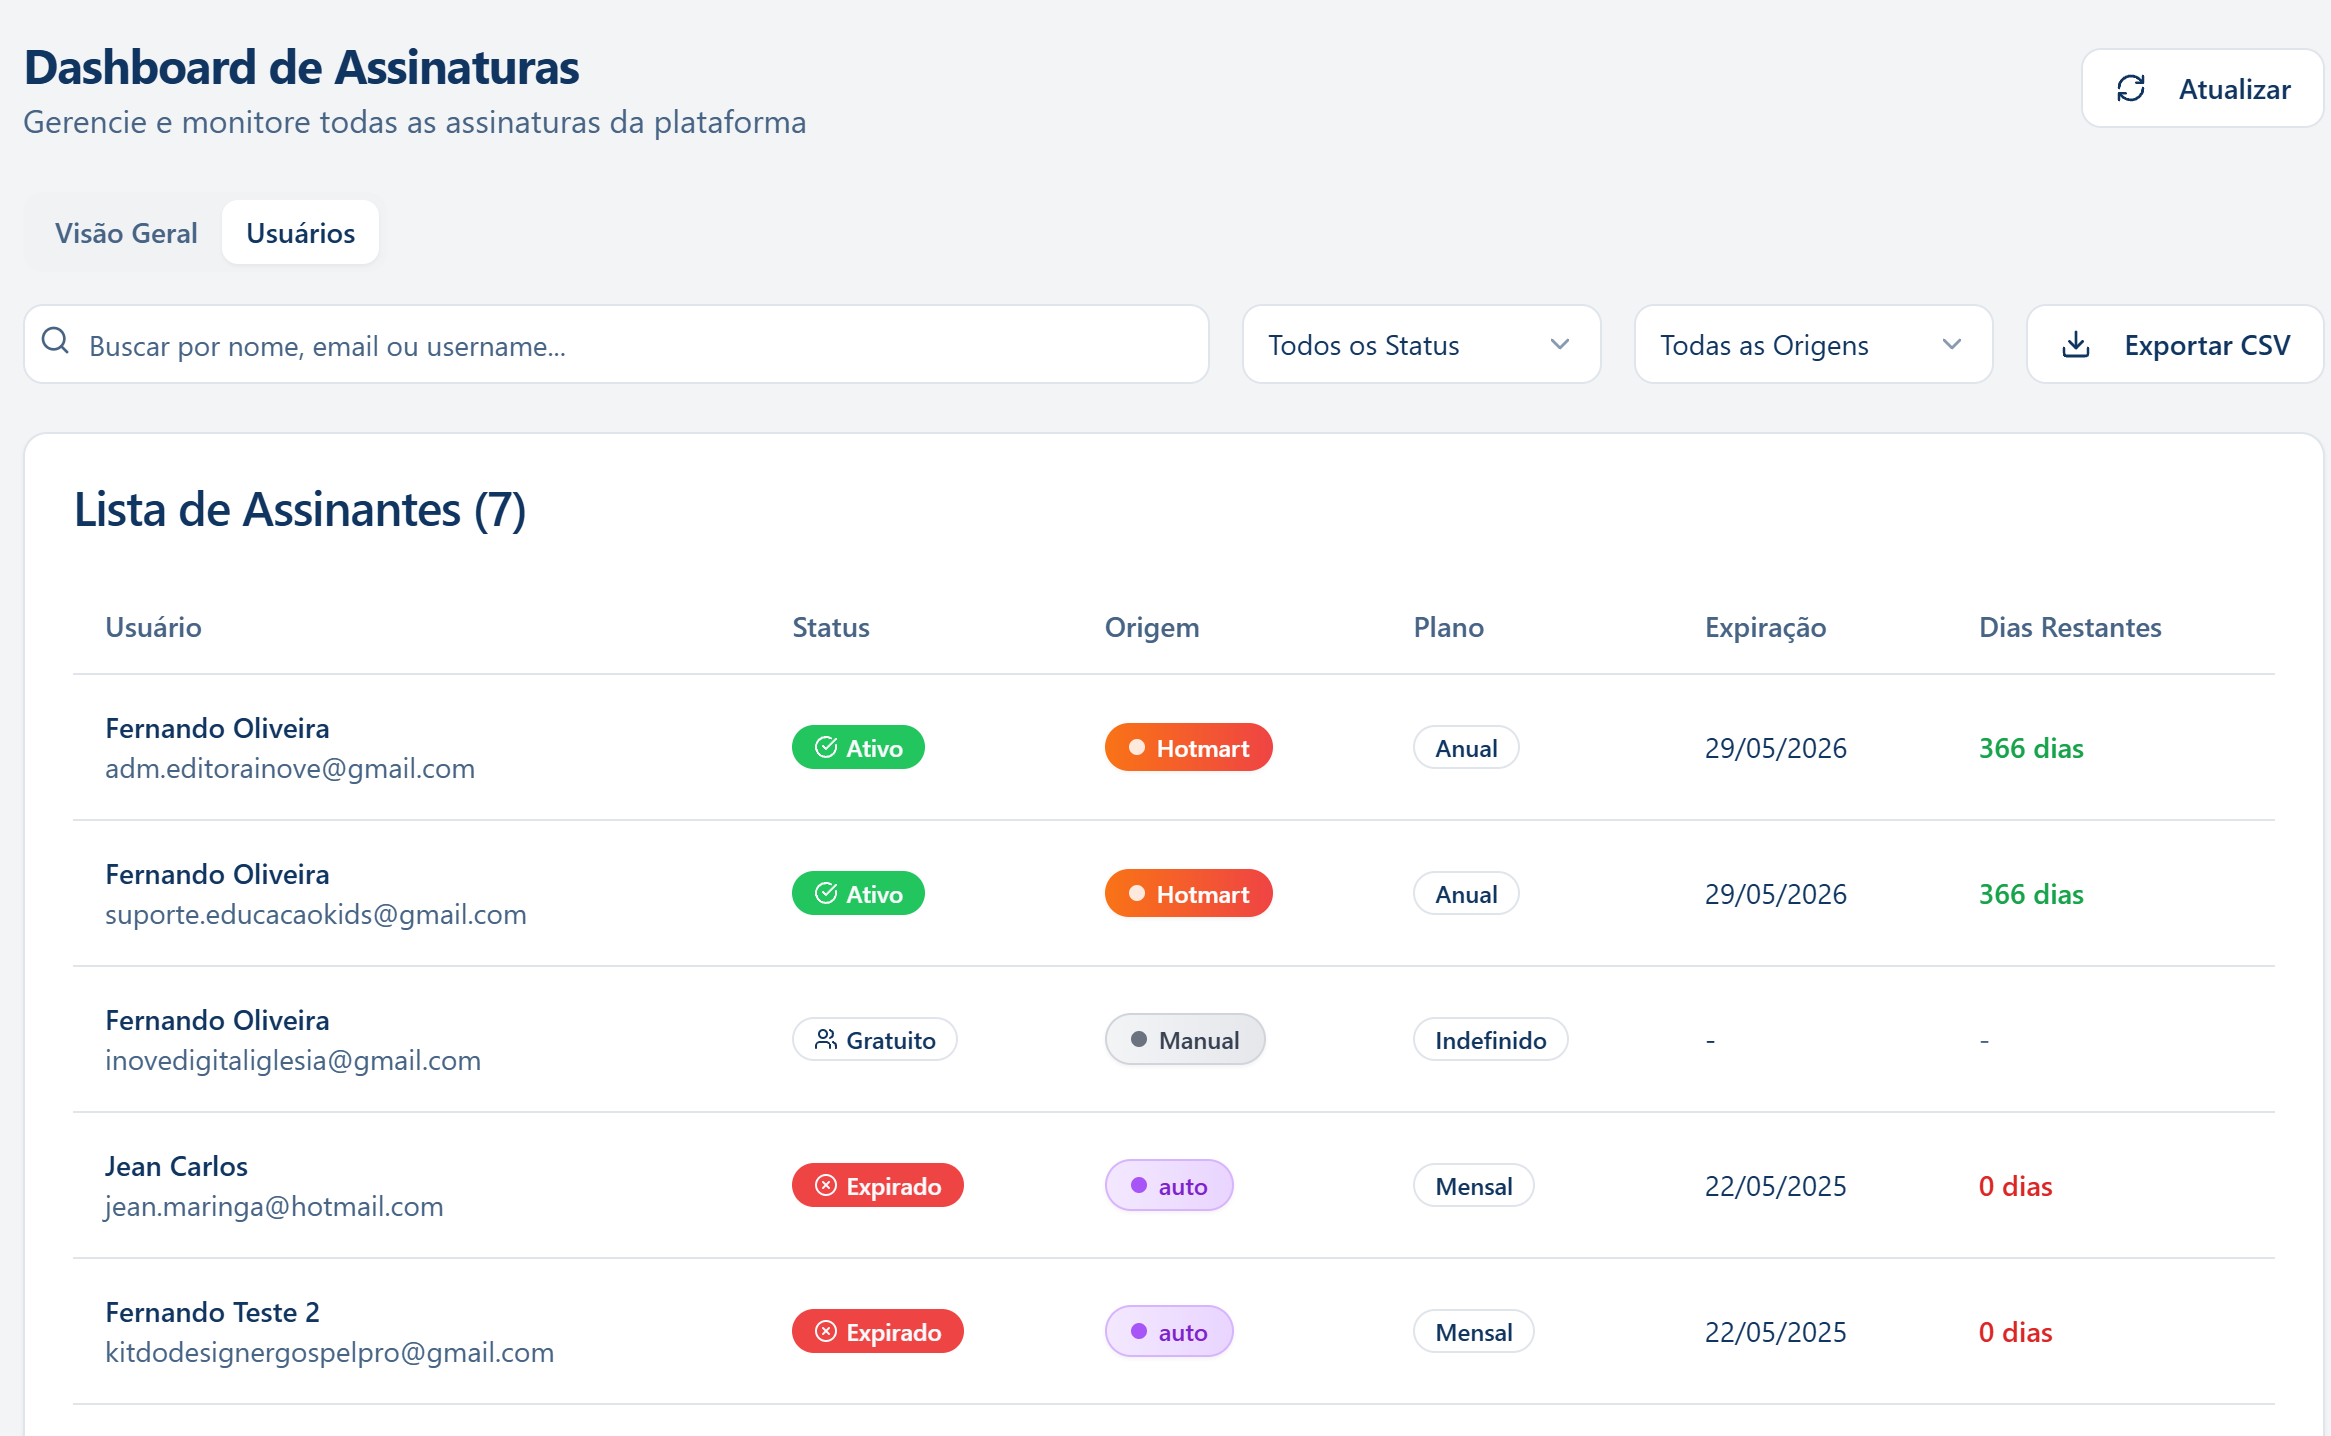 Dashboard de Assinaturas
Gerencie e monitore todas as assinaturas da plataforma
Atualizar
Visão Geral
Usuários
Buscar por nome, email ou username...
Todos os Status
Todas as Origens
Exportar CSV
Lista de Assinantes (7)
Usuário Status Origem Plano Expiração Dias Restantes
Fernando Oliveira
adm.editorainove@gmail.com
Ativo Hotmart Anual 29/05/2026 366 dias
Fernando Oliveira
suporte.educacaokids@gmail.com
Ativo Hotmart Anual 29/05/2026 366 dias
Fernando Oliveira
inovedigitaliglesia@gmail.com
Gratuito Manual Indefinido - -
Jean Carlos
jean.maringa@hotmail.com
Expirado auto Mensal 22/05/2025 0 dias
Fernando Teste 2
kitdodesignergospelpro@gmail.com
Expirado auto Mensal 22/05/2025 0 dias